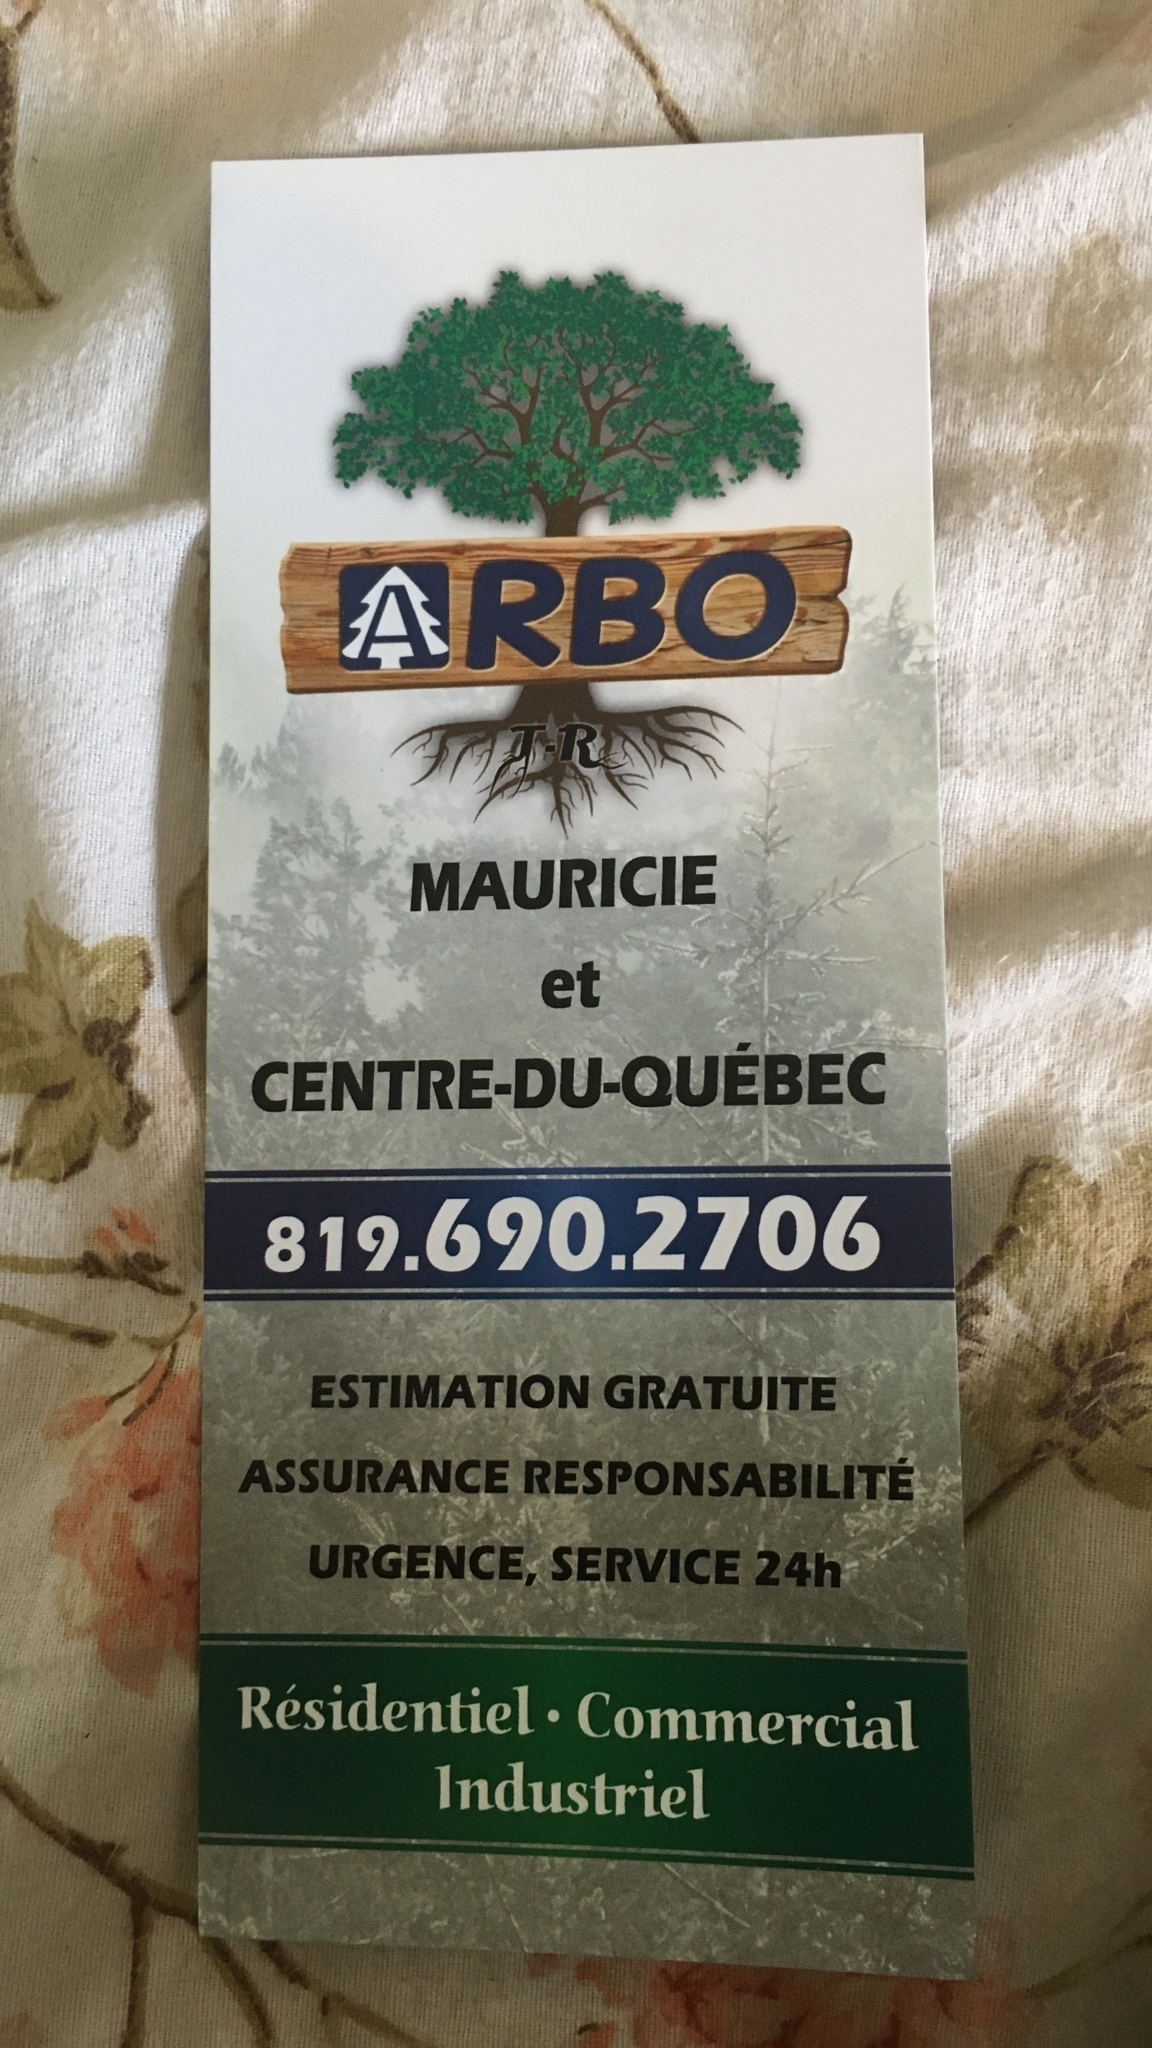 ARBO
T-R
MAURICIE
et
CENTRE-DU-QUÉBEC
819.690.2706
ESTIMATION GRATUITE
ASSURANCE RESPONSABILITÉ
URGENCE, SERVICE 24h
Résidentiel • Commercial
Industriel